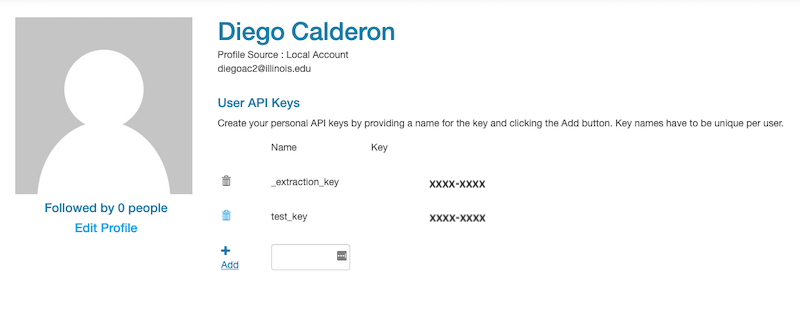 Diego Calderon
Profile Source : Local Account
diegoac2@illinois.edu
User API Keys
Create your personal API keys by providing a name for the key and clicking the Add button. Key names have to be unique per user.
Name Key
_extraction_key XXXX-XXXX
test_key XXXX-XXXX
Add
Followed by 0 people
Edit Profile